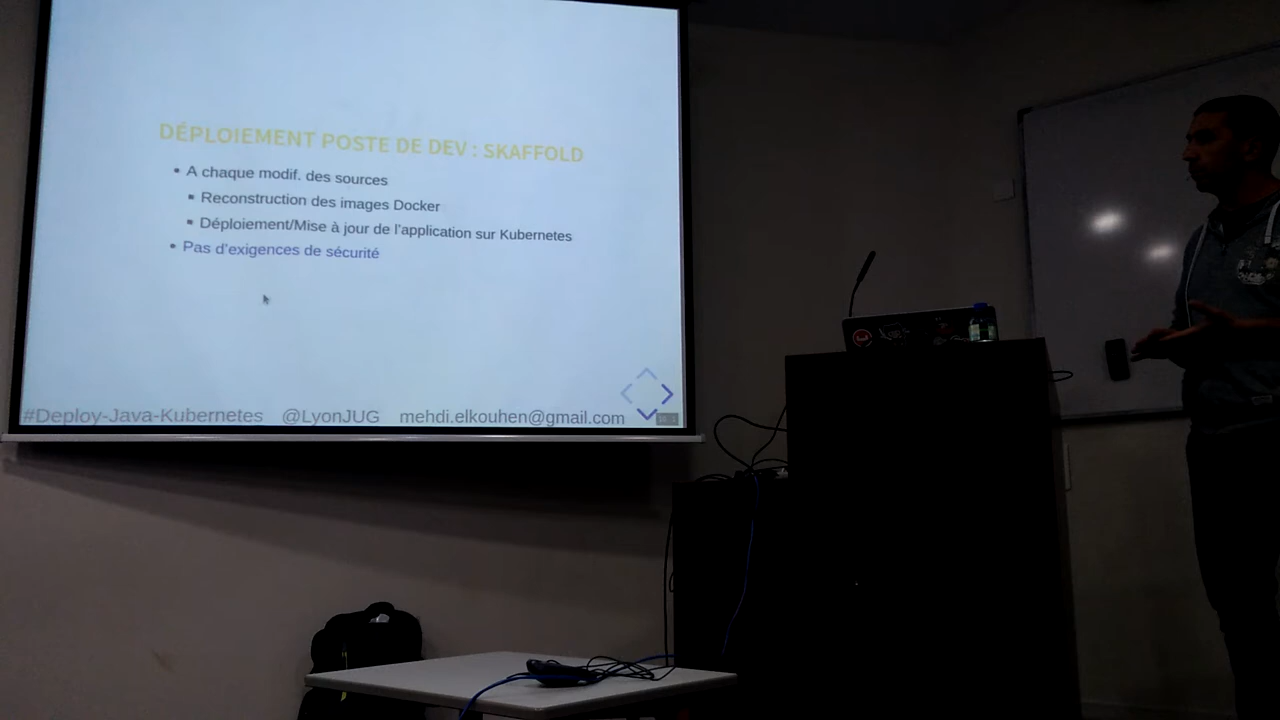 DÉPLOIEMENT POSTE DE DEV : SKAFFOLD
A chaque modif. des sources
Reconstruction des images Docker
Déploiement/Mise à jour de l'application sur Kubernetes
Pas d'exigences de sécurité
#Deploy-Java-Kubernetes @LyonJUG mehdi.elkouhen@gmail.com